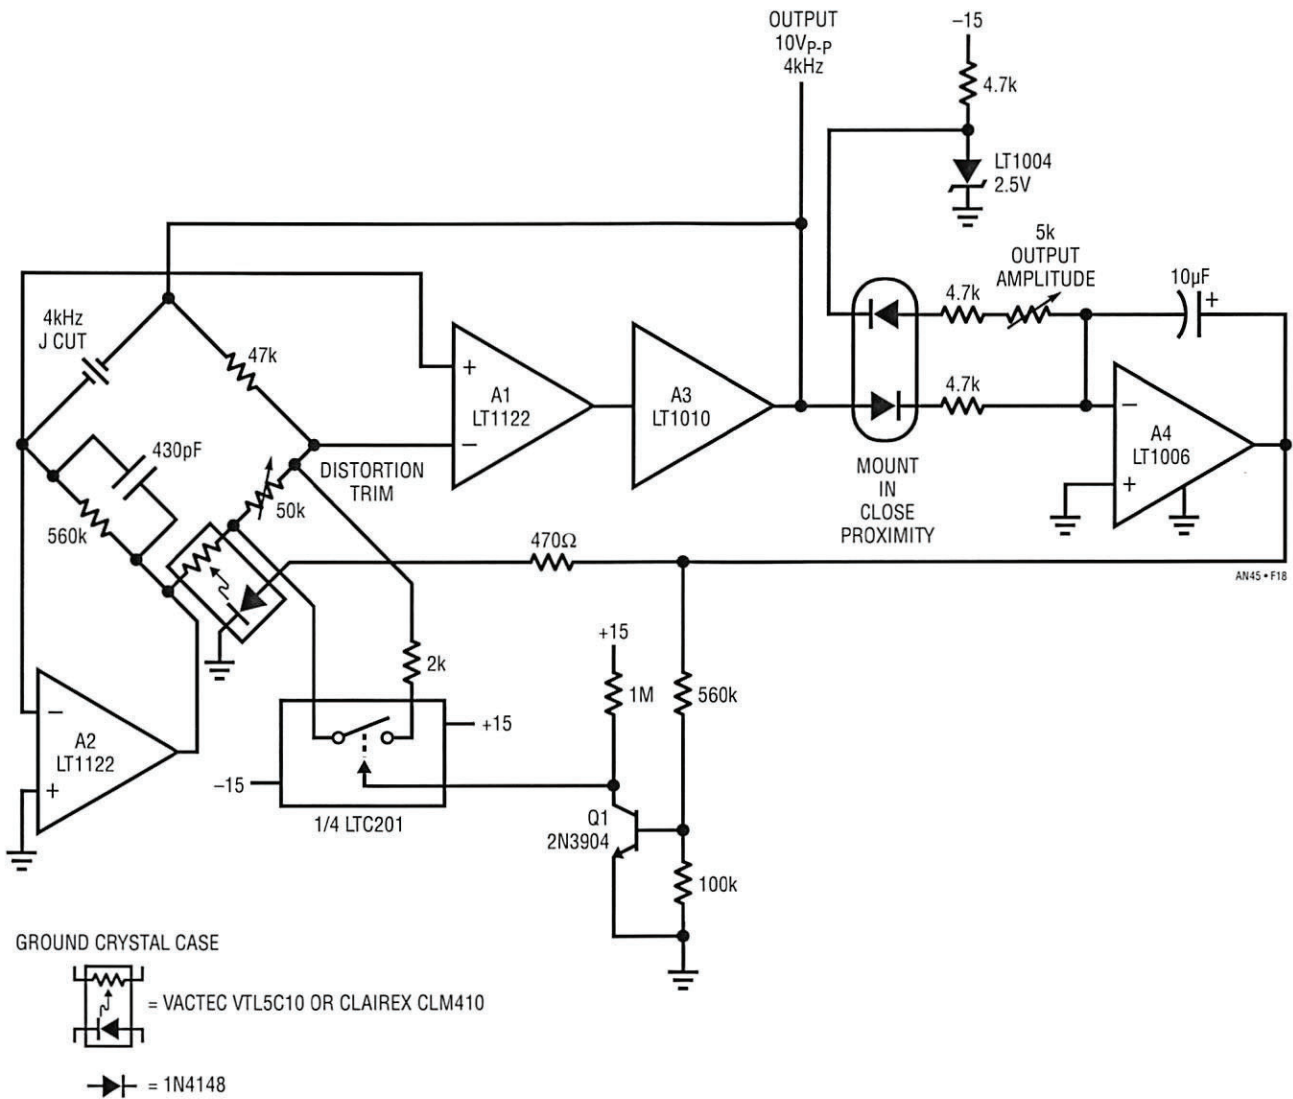 OUTPUT
10VP-P
4kHz
–15
4.7k
LT1004
2.5V
5k
OUTPUT
AMPLITUDE
10µF
+
4.7k
4kHz
J CUT
47k
+
A1
LT1122
–
A3
LT1010
4.7k
–
A4
LT1006
+
430pF
DISTORTION
TRIM
50k
MOUNT
IN
CLOSE
PROXIMITY
560k
470Ω
AN45 • F18
+15
2k
1M
560k
–
A2
LT1122
+
+15
–15
1/4 LTC201
Q1
2N3904
100k
GROUND CRYSTAL CASE
= VACTEC VTL5C10 OR CLAIREX CLM410
= 1N4148